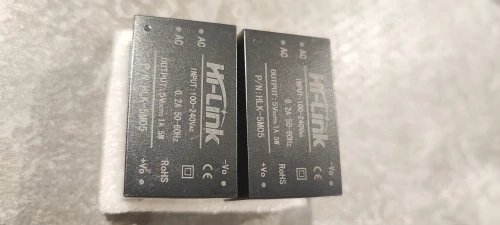 AC
AC
Hi-Link
INPUT: 100-240Vac
0.2A 50-60Hz
OUTPUT: 5V 1A 5W
P/N: HLK-5M05
-Vo
+Vo
CE
RoHS
AC
AC
Hi-Link
INPUT: 100-240Vac
0.2A 50-60Hz
OUTPUT: 5V 1A 5W
P/N: HLK-5M05
-Vo
+Vo
CE
RoHS